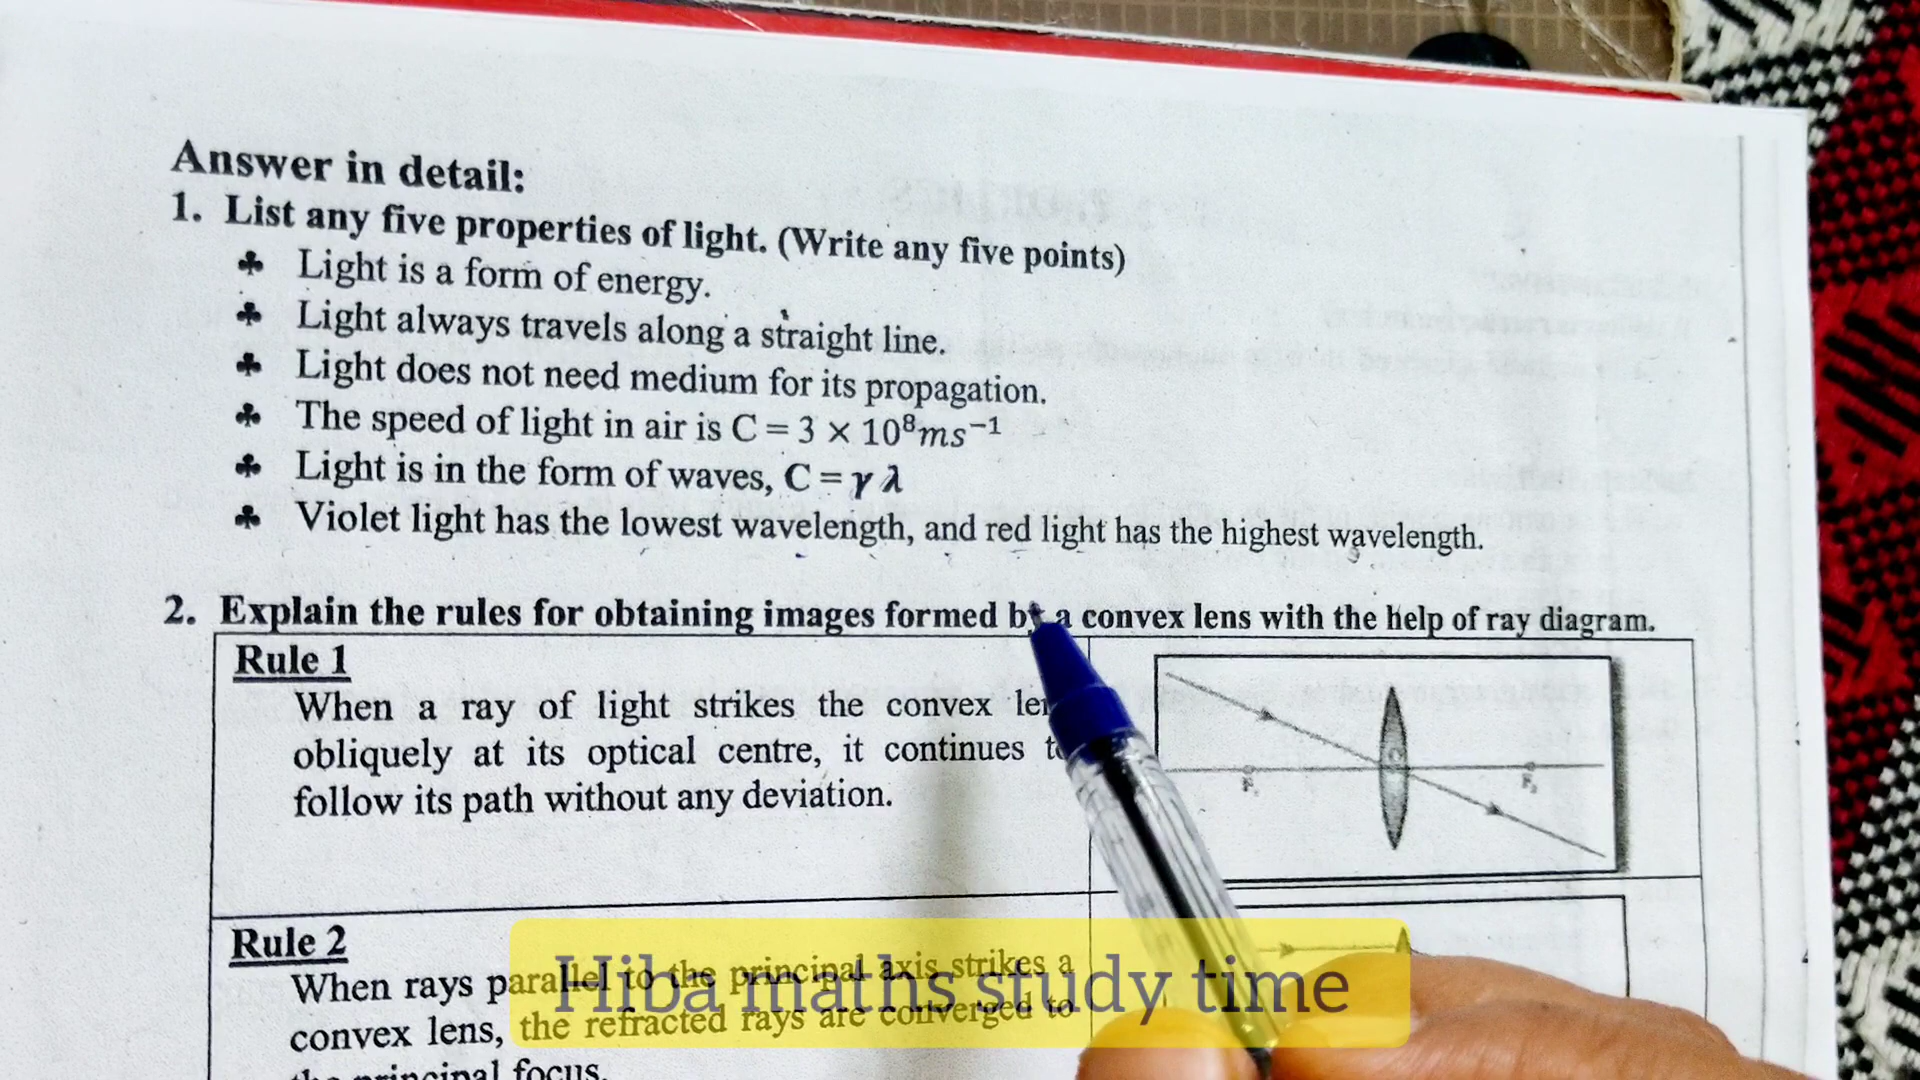 Answer in detail:
1. List any five properties of light. (Write any five points)
♣ Light is a form of energy.
♣ Light always travels along a straight line.
♣ Light does not need medium for its propagation.
♣ The speed of light in air is C = 3 × 10⁸ms⁻¹
♣ Light is in the form of waves, C = γ λ
♣ Violet light has the lowest wavelength, and red light has the highest wavelength.
2. Explain the rules for obtaining images formed by a convex lens with the help of ray diagram.
Rule 1
When a ray of light strikes the convex
obliquely at its optical centre, it continues
follow its path without any deviation.
Rule 2
When rays parallel to the principal axis strikes a
convex lens, the refracted rays are converged to
principal focus.
Hiba maths study time